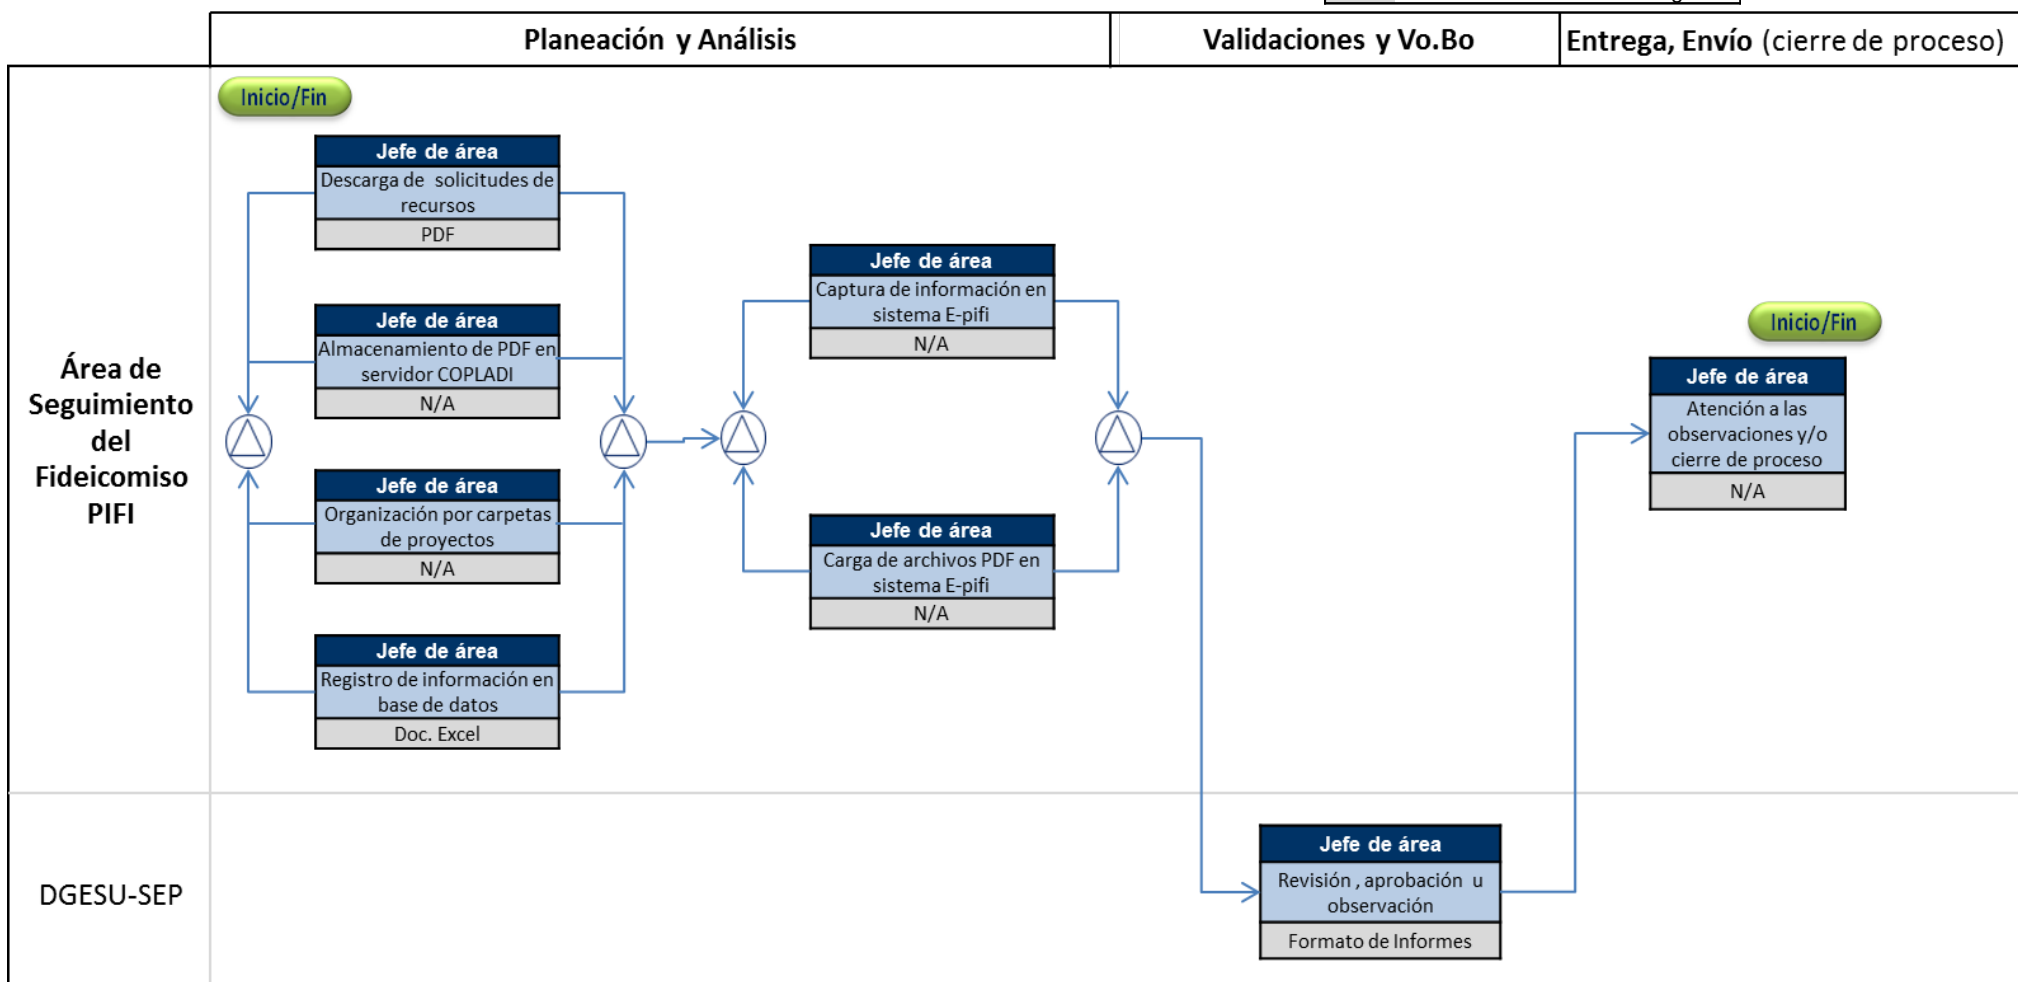 Planeación y Análisis
Validaciones y Vo.Bo
Entrega, Envío (cierre de proceso)
Área de
Seguimiento
del
Fideicomiso
PIFI
Inicio/Fin
Jefe de área
Descarga de solicitudes de
recursos
PDF
Jefe de área
Almacenamiento de PDF en
servidor COPLADI
N/A
Jefe de área
Organización por carpetas
de proyectos
N/A
Jefe de área
Registro de información en
base de datos
Doc. Excel
Jefe de área
Captura de información en
sistema E-pifi
N/A
Jefe de área
Carga de archivos PDF en
sistema E-pifi
N/A
Inicio/Fin
Jefe de área
Atención a las
observaciones y/o
cierre de proceso
N/A
DGESU-SEP
Jefe de área
Revisión , aprobación u
observación
Formato de Informes